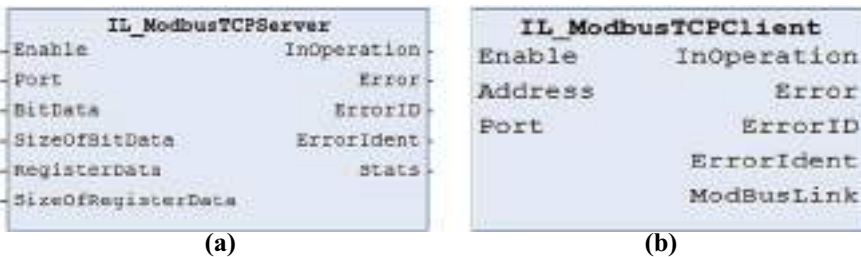 IL_ModbusTCPServer
Enable InOperation
Port Error
BitData ErrorID
SizeOfBitData ErrorIdent
RegisterData Stats
SizeOfRegisterData
(a)
IL_ModbusTCPClient
Enable InOperation
Address Error
Port ErrorID
ErrorIdent
ModBusLink
(b)